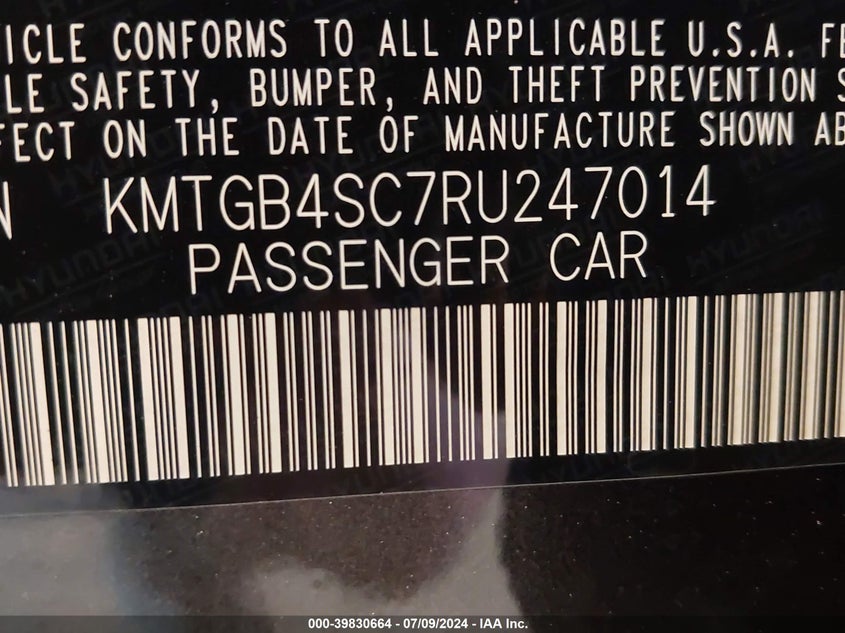 ICLE CONFORMS TO ALL APPLICABLE U.S.A. FE
LE SAFETY, BUMPER, AND THEFT PREVENTION S
FECT ON THE DATE OF MANUFACTURE SHOWN AB
N KMTGB4SC7RU247014
PASSENGER CAR
000-39830664 - 07/09/2024 - IAA Inc.